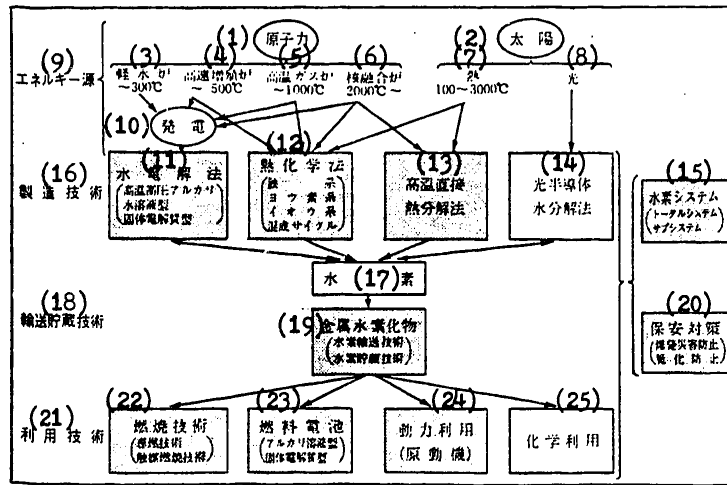 (1) 原子力
(2) 太陽
(9)
エネルギー源
(3)
軽水炉
~300℃
(4)
高速増殖炉
~500℃
(5)
高温ガス炉
~1000℃
(6)
核融合炉
2000℃~
(7)
熱
100~3000℃
(8)
光
(10) 発電
(16)
製造技術
(11)
水電解法
高温高圧アルカリ
水溶液型
固体電解質型
(12)
熱化学法
鉄系
ヨウ素系
イオウ系
混成サイクル
(13)
高温直接
熱分解法
(14)
光半導体
水分解法
(15)
水素システム
(トータルシステム
サブシステム)
水(17)素
(18)
輸送貯蔵技術
(19)金属水素化物
(水素輸送技術
水素貯蔵技術)
(20)
保安対策
(爆発災害防止
脆化防止)
(21)
利用技術
(22)
燃焼技術
(導燃技術
触媒燃焼技術)
(23)
燃料電池
(アルカリ溶液型
固体電解質型)
(24)
動力利用
(原動機)
(25)
化学利用